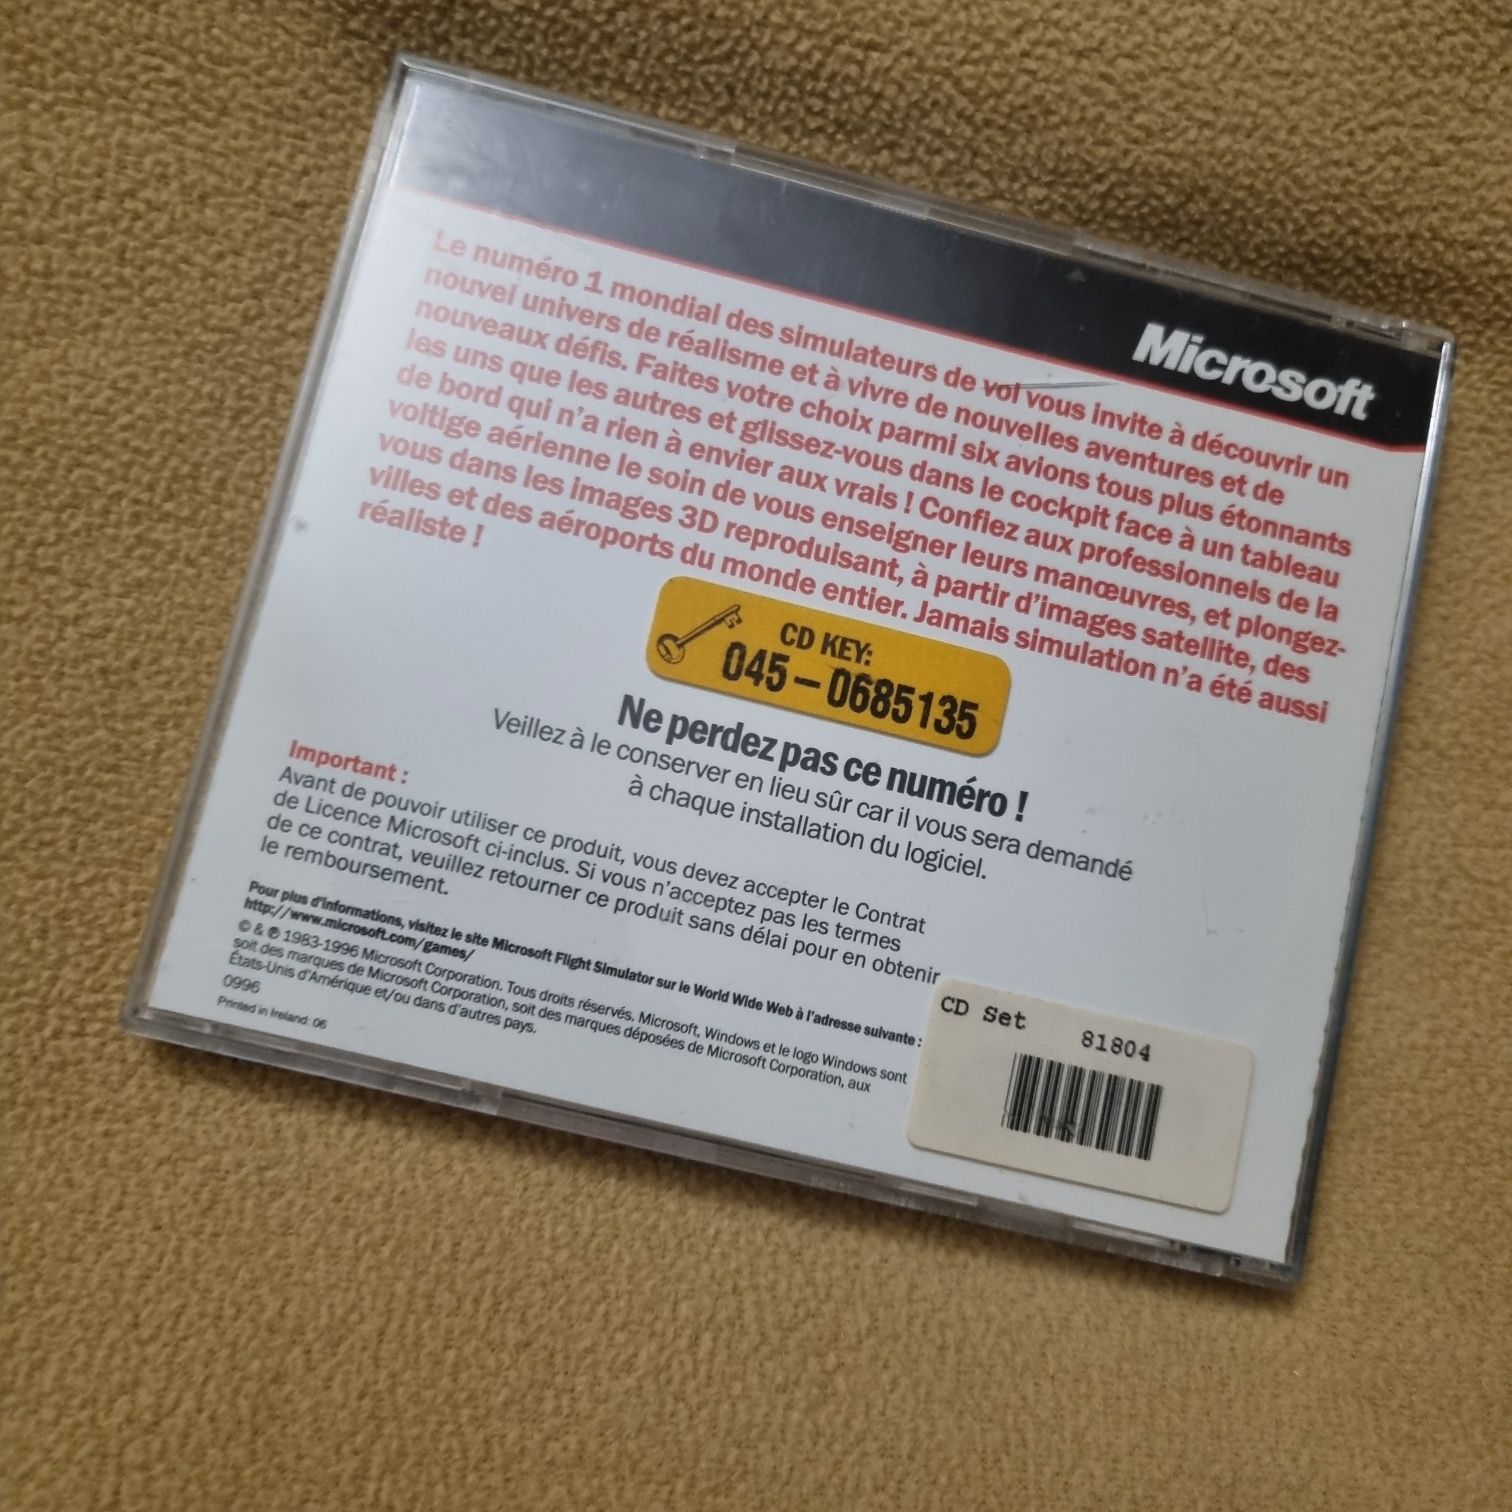 Microsoft
Le numéro 1 mondial des simulateurs de vol vous invite à découvrir un
nouvel univers de réalisme et à vivre de nouvelles aventures et de
nouveaux défis. Faites votre choix parmi six avions tous plus étonnants
les uns que les autres et glissez-vous dans le cockpit face à un tableau
de bord qui n'a rien à envier aux vrais ! Confiez aux professionnels de la
voltige aérienne le soin de vous enseigner leurs manœuvres, et plongez-
vous dans les images 3D reproduisant, à partir d'images satellite, des
villes et des aéroports du monde entier. Jamais simulation n'a été aussi
réaliste !
CD KEY:
045-0685135
Ne perdez pas ce numéro !
Veillez à le conserver en lieu sûr car il vous sera demandé
à chaque installation du logiciel.
Important :
Avant de pouvoir utiliser ce produit, vous devez accepter le Contrat
de Licence Microsoft ci-inclus. Si vous n'acceptez pas les termes
de ce contrat, veuillez retourner ce produit sans délai pour en obtenir
le remboursement.
Pour plus d'informations, visitez le site Microsoft Flight Simulator sur le World Wide Web à l'adresse suivante :
http://www.microsoft.com/games/
© & ℗ 1983-1996 Microsoft Corporation. Tous droits réservés. Microsoft, Windows et le logo Windows sont
soit des marques de Microsoft Corporation, soit des marques déposées de Microsoft Corporation, aux
États-Unis d'Amérique et/ou dans d'autres pays.
0996
Printed in Ireland: 06
CD Set 81804